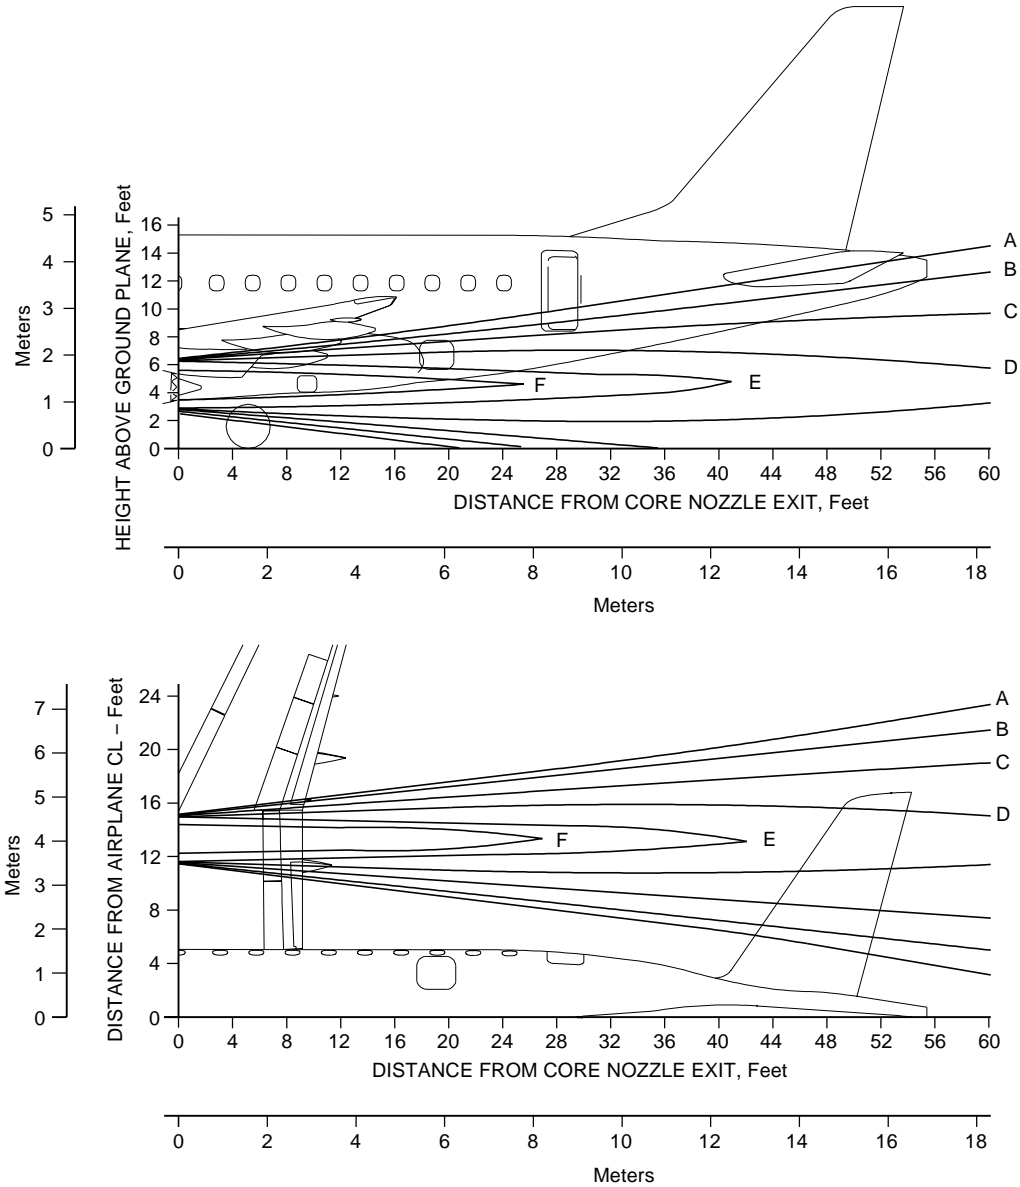 HEIGHT ABOVE GROUND PLANE, Feet
Meters
5
4
3
2
1
0
16
14
12
10
8
6
4
2
0
A
B
C
D
E
F
0 4 8 12 16 20 24 28 32 36 40 44 48 52 56 60
DISTANCE FROM CORE NOZZLE EXIT, Feet
0 2 4 6 8 10 12 14 16 18
Meters
DISTANCE FROM AIRPLANE CL – Feet
Meters
7
6
5
4
3
2
1
0
24
20
16
12
8
4
0
A
B
C
D
F E
0 4 8 12 16 20 24 28 32 36 40 44 48 52 56 60
DISTANCE FROM CORE NOZZLE EXIT, Feet
0 2 4 6 8 10 12 14 16 18
Meters